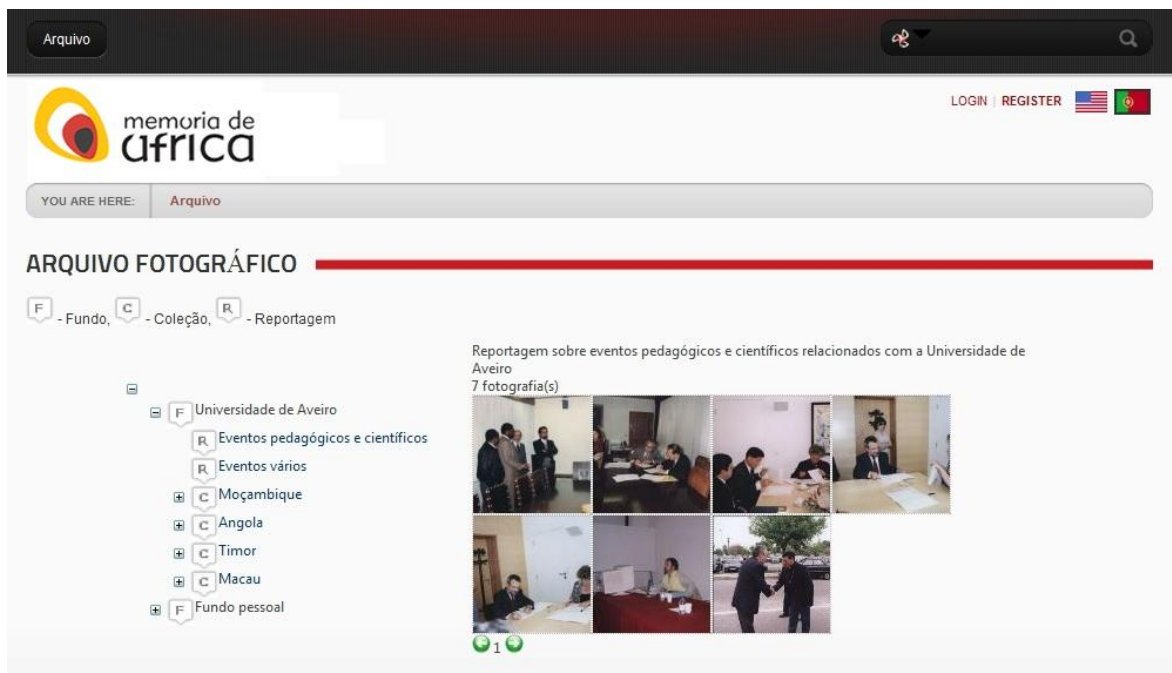 Arquivo
memoria de
africa
LOGIN | REGISTER
YOU ARE HERE: Arquivo
ARQUIVO FOTOGRÁFICO
F - Fundo, C - Coleção, R - Reportagem
F Universidade de Aveiro
R Eventos pedagógicos e científicos
R Eventos vários
C Moçambique
C Angola
C Timor
C Macau
F Fundo pessoal
Reportagem sobre eventos pedagógicos e científicos relacionados com a Universidade de
Aveiro
7 fotografia(s)
1